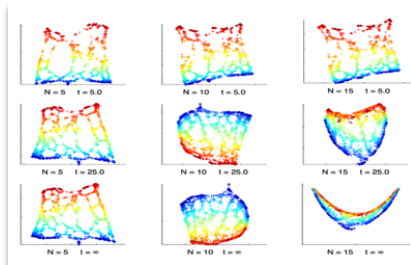 N = 5 t = 5.0 N = 10 t = 5.0 N = 15 t = 5.0
N = 5 t = 25.0 N = 10 t = 25.0 N = 15 t = 25.0
N = 5 t = ∞ N = 10 t = ∞ N = 15 t = ∞